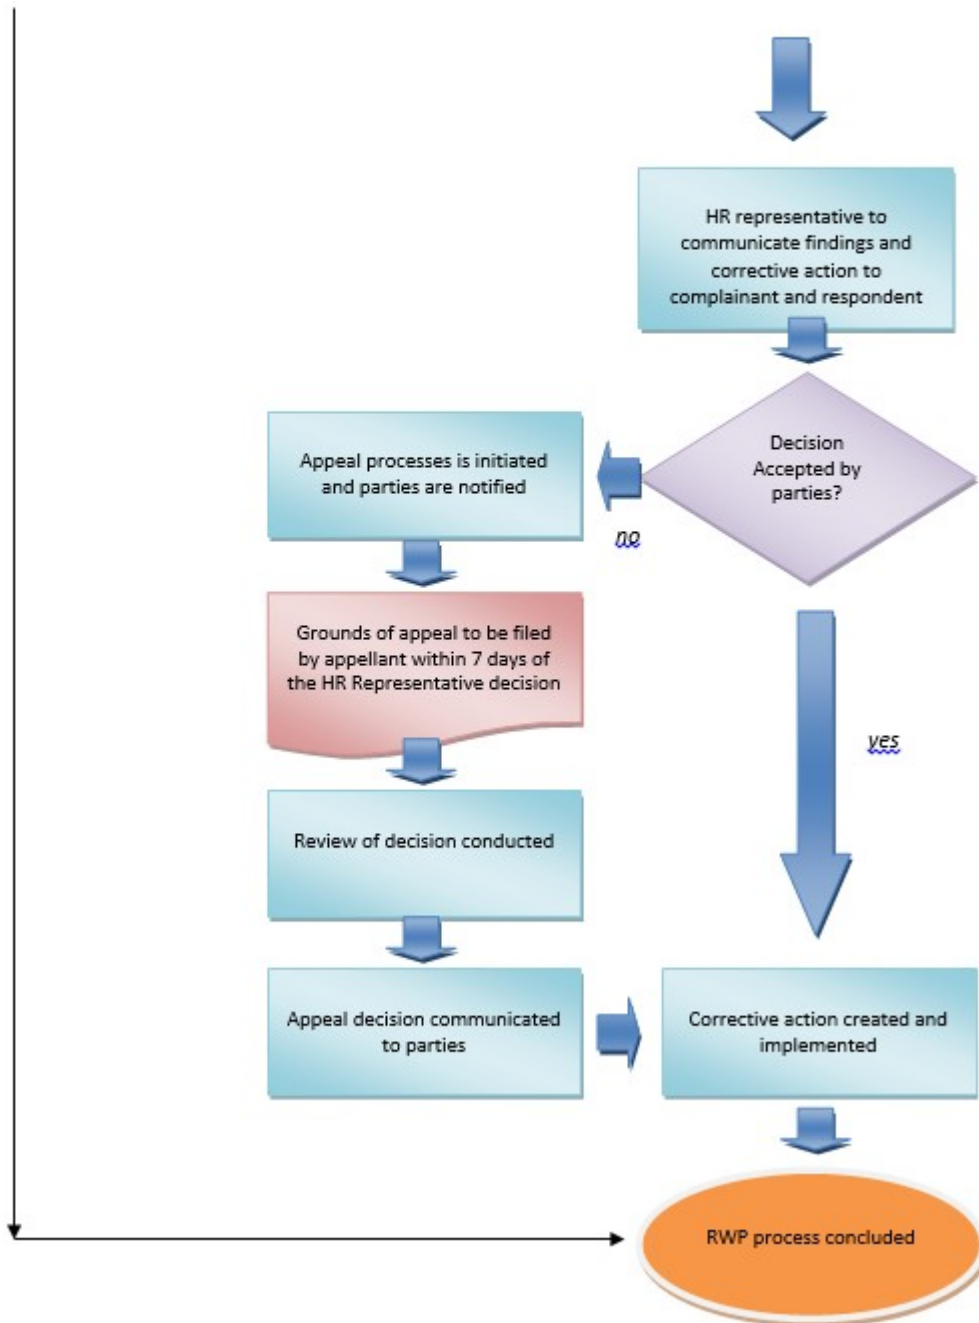 HR representative to
communicate findings and
corrective action to
complainant and respondent
Decision
Accepted by
parties?
no
Appeal processes is initiated
and parties are notified
Grounds of appeal to be filed
by appellant within 7 days of
the HR Representative decision
yes
Review of decision conducted
Appeal decision communicated
to parties
Corrective action created and
implemented
RWP process concluded